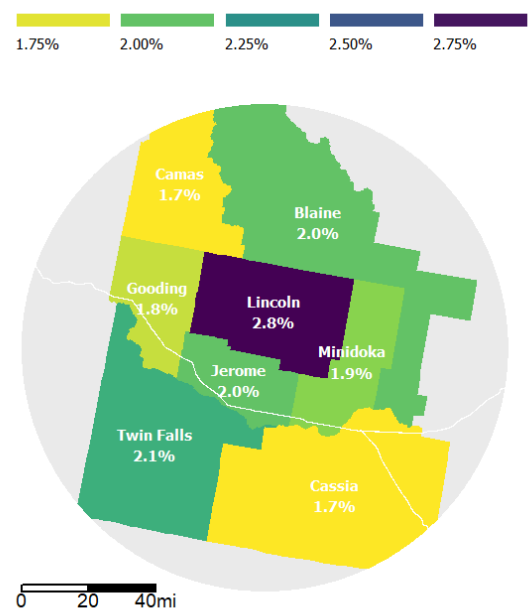 1.75% 2.00% 2.25% 2.50% 2.75%
Camas
1.7%
Blaine
2.0%
Gooding
1.8%
Lincoln
2.8%
Minidoka
1.9%
Jerome
2.0%
Twin Falls
2.1%
Cassia
1.7%
0 20 40mi